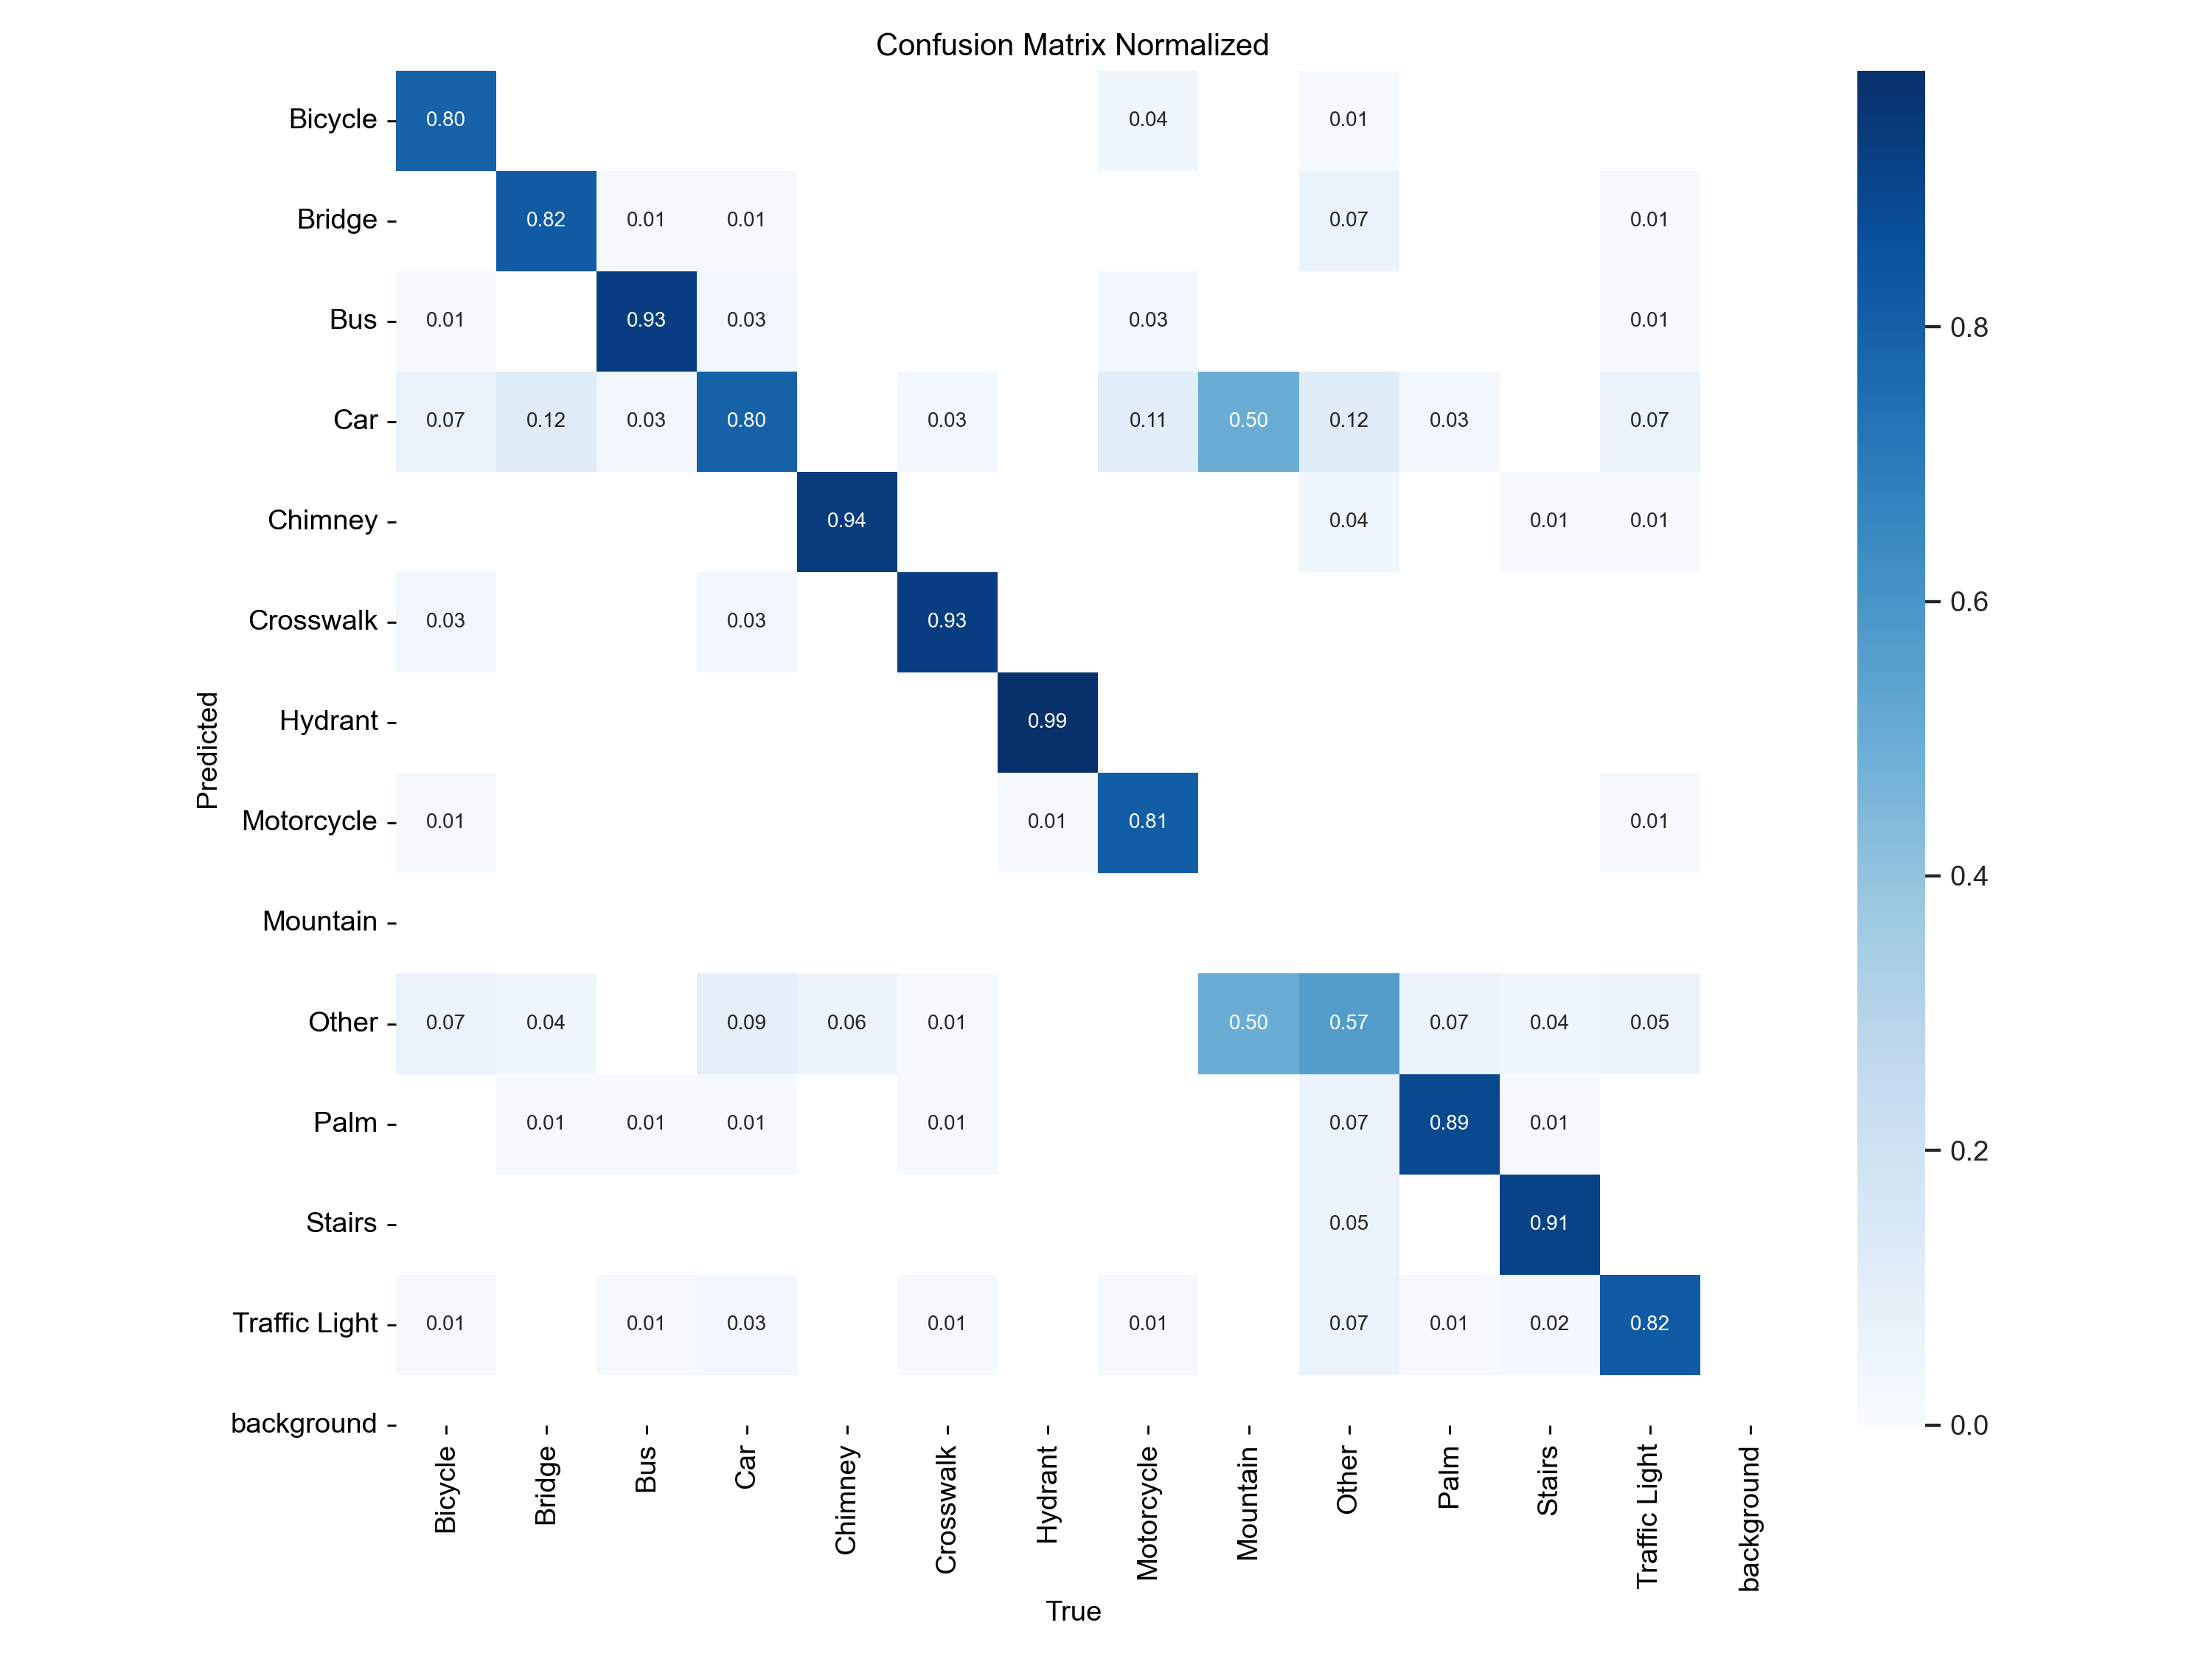 Confusion Matrix Normalized
Bicycle 0.80 0.04 0.01
Bridge 0.82 0.01 0.01 0.07 0.01
Bus 0.01 0.93 0.03 0.03 0.01
0.8
Car 0.07 0.12 0.03 0.80 0.03 0.11 0.50 0.12 0.03 0.07
Chimney 0.94 0.04 0.01 0.01
Crosswalk 0.03 0.03 0.93
0.6
Hydrant 0.99
Predicted
Motorcycle 0.01 0.01 0.81 0.01
0.4
Mountain
Other 0.07 0.04 0.09 0.06 0.01 0.50 0.57 0.07 0.04 0.05
Palm 0.01 0.01 0.01 0.01 0.07 0.89 0.01
0.2
Stairs 0.05 0.91
Traffic Light 0.01 0.01 0.03 0.01 0.01 0.07 0.01 0.02 0.82
background
0.0
Bicycle
Bridge
Bus
Car
Chimney
Crosswalk
Hydrant
Motorcycle
Mountain
Other
Palm
Stairs
Traffic Light
background
True